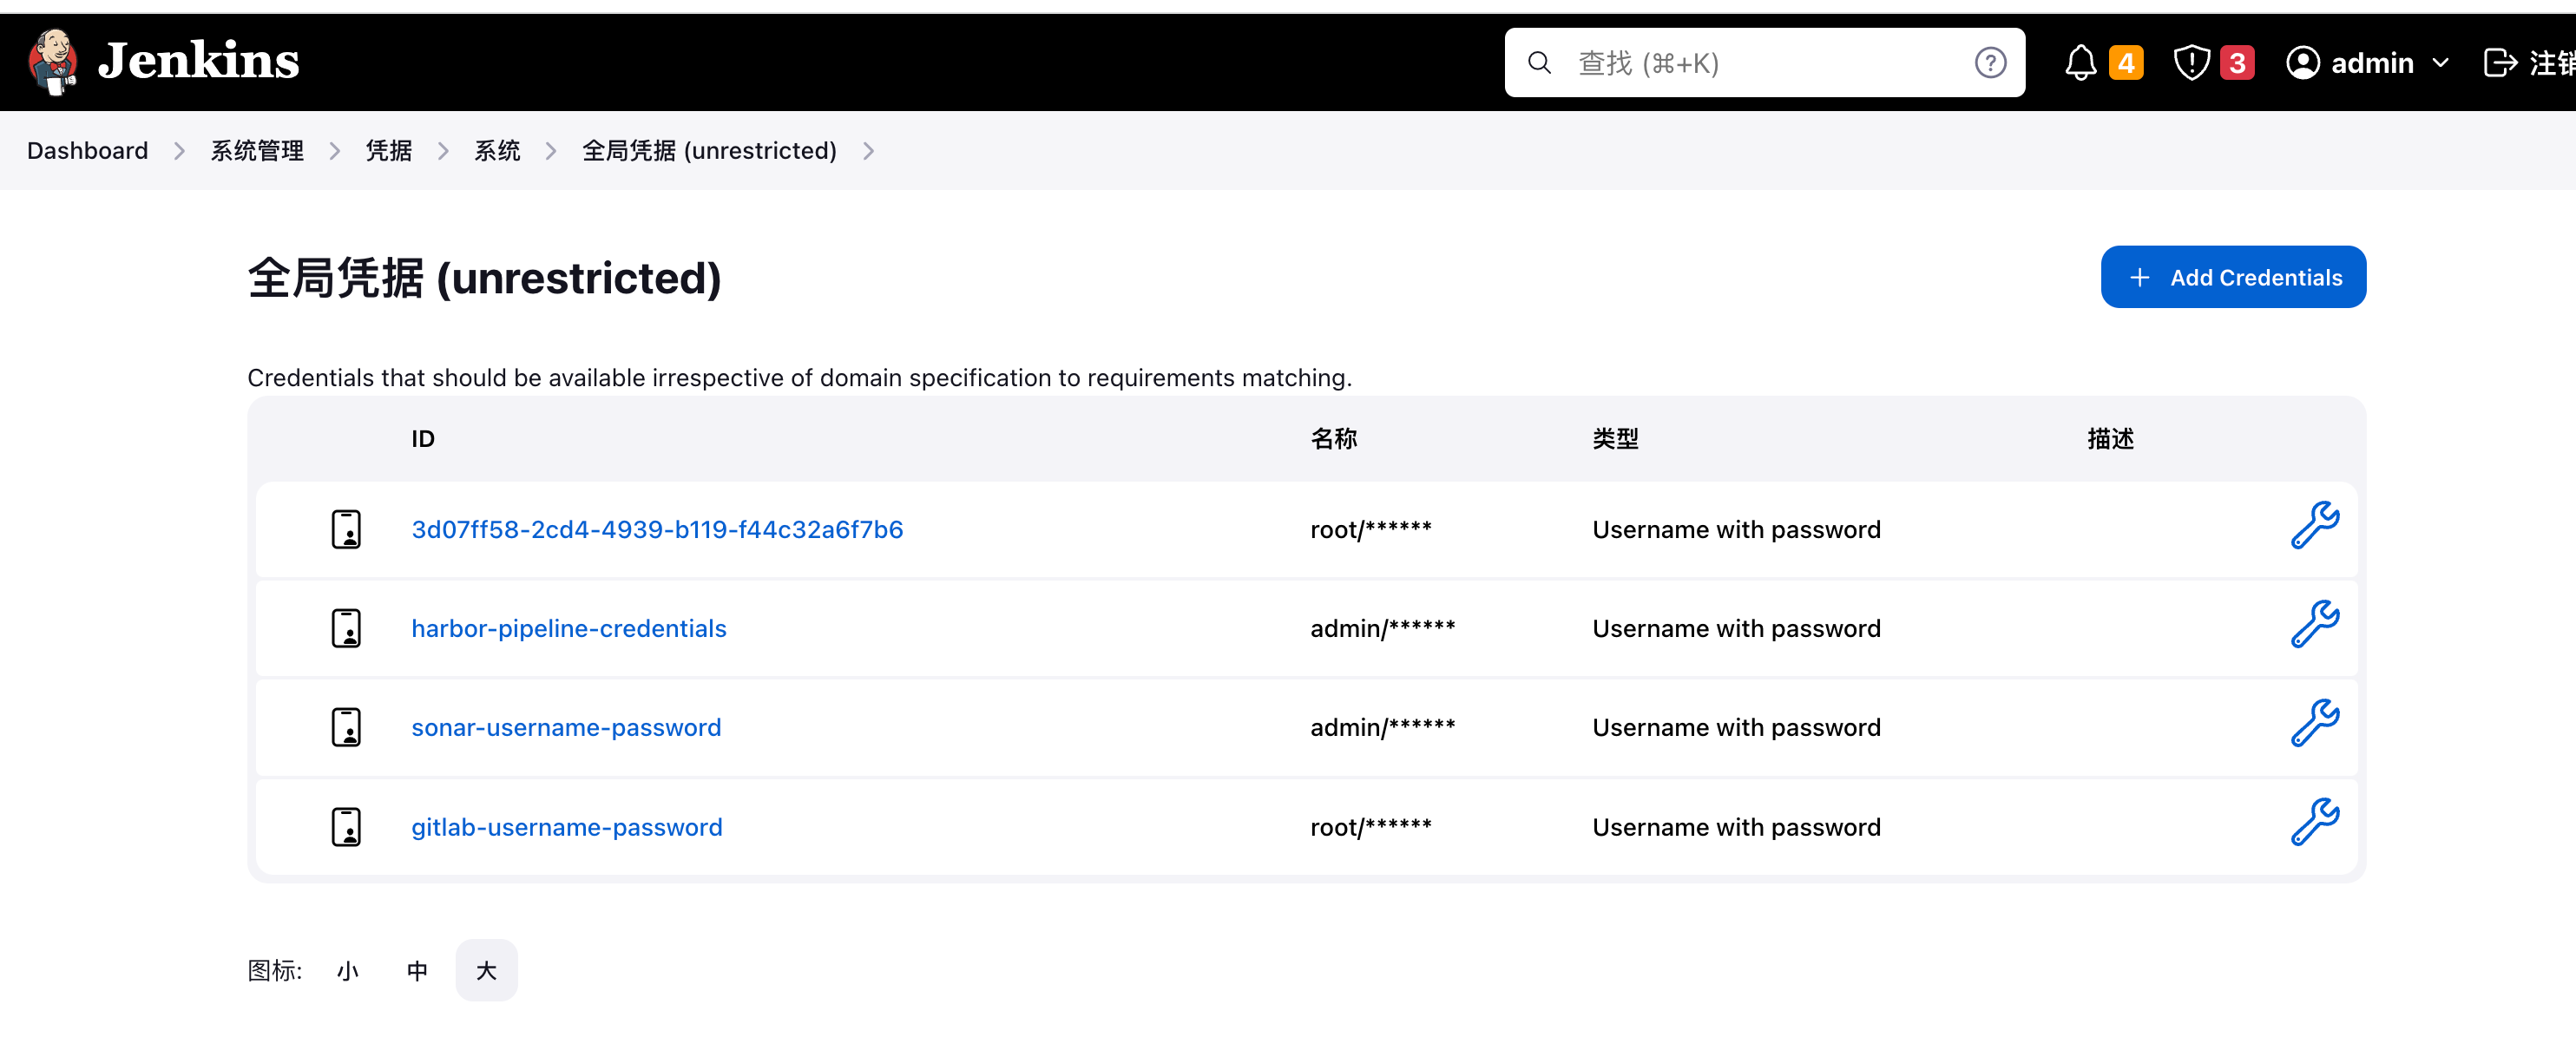 Jenkins 查找 (⌘+K) 4 3 admin 注销
Dashboard 系统管理 凭据 系统 全局凭据 (unrestricted)
全局凭据 (unrestricted) Add Credentials
Credentials that should be available irrespective of domain specification to requirements matching.
ID 名称 类型 描述
3d07ff58-2cd4-4939-b119-f44c32a6f7b6 root/****** Username with password
harbor-pipeline-credentials admin/****** Username with password
sonar-username-password admin/****** Username with password
gitlab-username-password root/****** Username with password
图标: 小 中 大